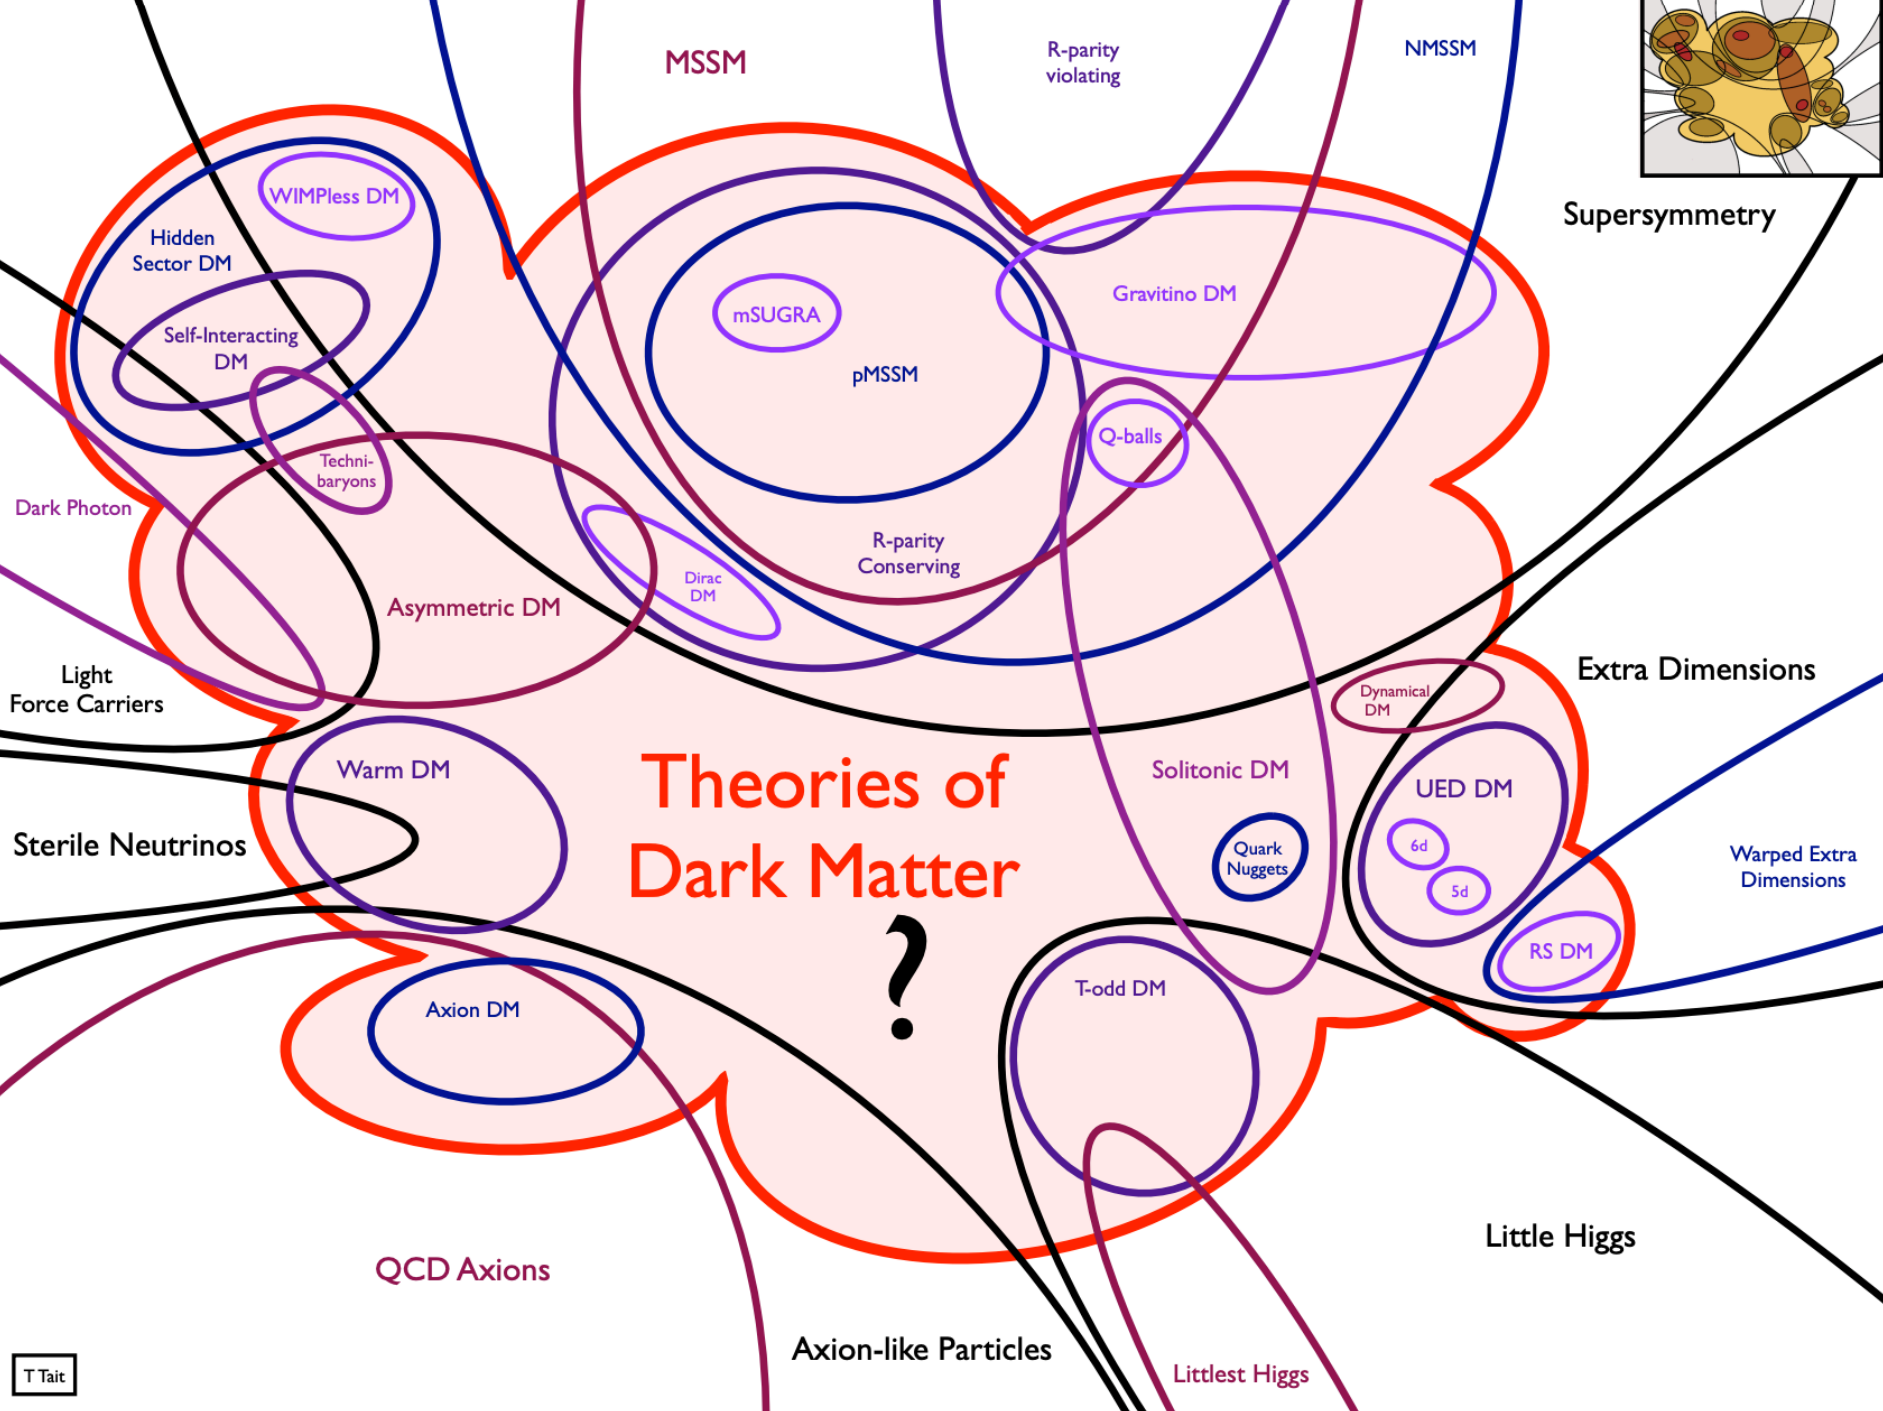 MSSM
R-parity
violating
NMSSM
Supersymmetry
WIMPless DM
Hidden
Sector DM
Self-Interacting
DM
Techni-
baryons
mSUGRA
pMSSM
Gravitino DM
Q-balls
R-parity
Conserving
Dirac
DM
Dark Photon
Asymmetric DM
Light
Force Carriers
Extra Dimensions
Dynamical
DM
Warm DM
Theories of
Dark Matter
?
Solitonic DM
UED DM
6d
5d
Quark
Nuggets
Sterile Neutrinos
Warped Extra
Dimensions
RS DM
T-odd DM
Axion DM
Little Higgs
QCD Axions
Axion-like Particles
Littlest Higgs
T Tait